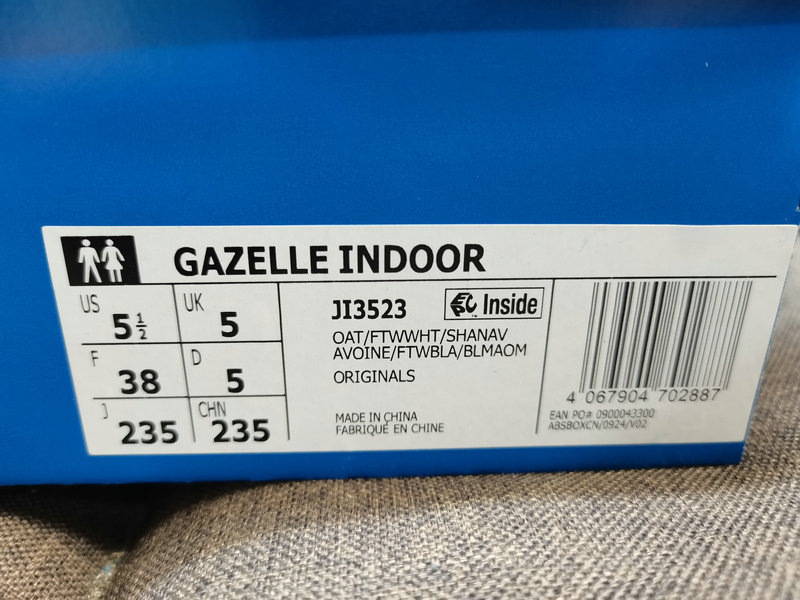 GAZELLE INDOOR
US 5½ UK 5
F 38 D 5
J 235 CHN 235
JI3523 Inside
OAT/FTWWHT/SHANAV
AVOINE/FTWBLA/BLMAOM
ORIGINALS
MADE IN CHINA
FABRIQUÉ EN CHINE
4 067904 702887
EAN PO# 0900043300
ABSBOXCN/0924/V02